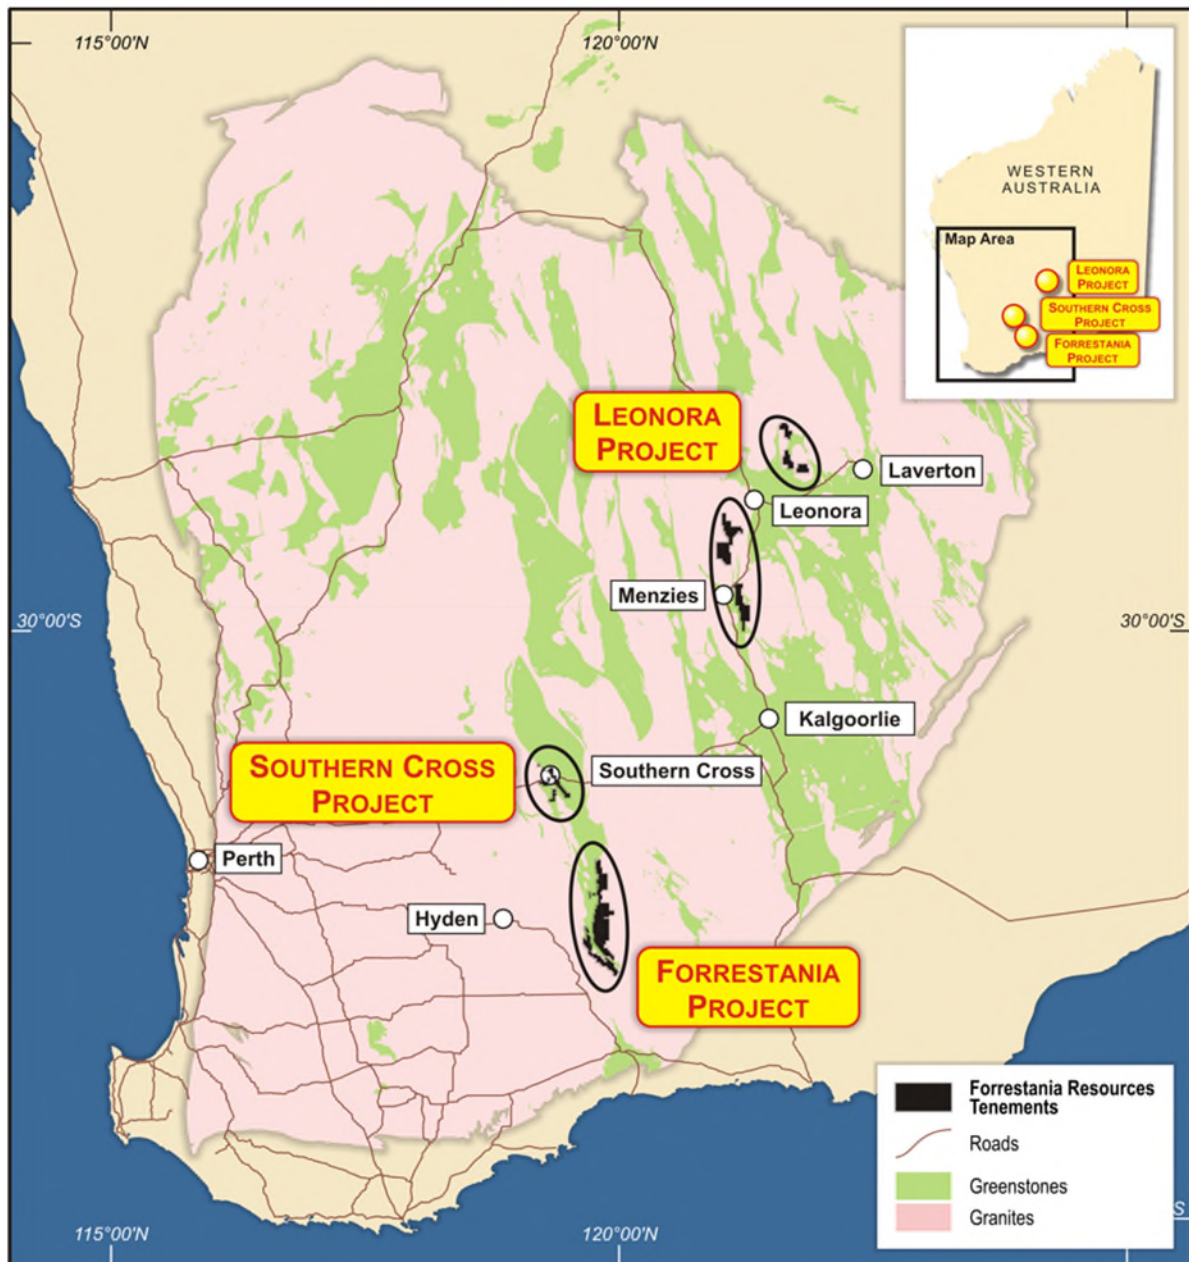 115°00'N
120°00'N
WESTERN
AUSTRALIA
Map Area
LEONORA
PROJECT
SOUTHERN CROSS
PROJECT
FORRESTANIA
PROJECT
LEONORA
PROJECT
Laverton
Leonora
Menzies
30°00'S
30°00'S
Kalgoorlie
SOUTHERN CROSS
PROJECT
Southern Cross
Perth
Hyden
FORRESTANIA
PROJECT
Forrestania Resources
Tenements
Roads
Greenstones
Granites
115°00'N
120°00'N